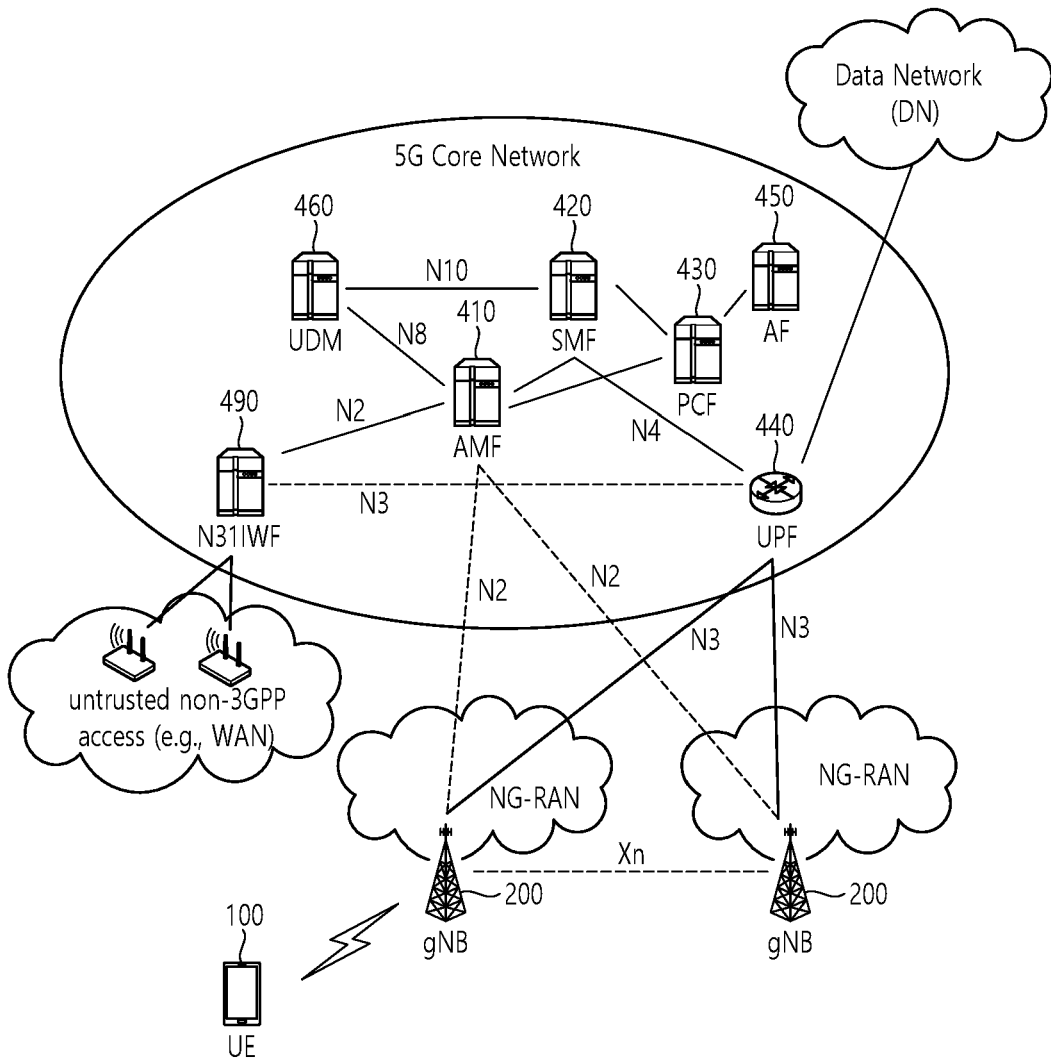 Data Network
(DN)
5G Core Network
460
420
450
430
N10
410
UDM
N8
SMF
AF
PCF
490
N2
AMF
N4
440
N3
N31IWF
UPF
N2
N2
N3
N3
untrusted non-3GPP
access (e.g., WAN)
NG-RAN
NG-RAN
Xn
200
200
100
gNB
gNB
UE